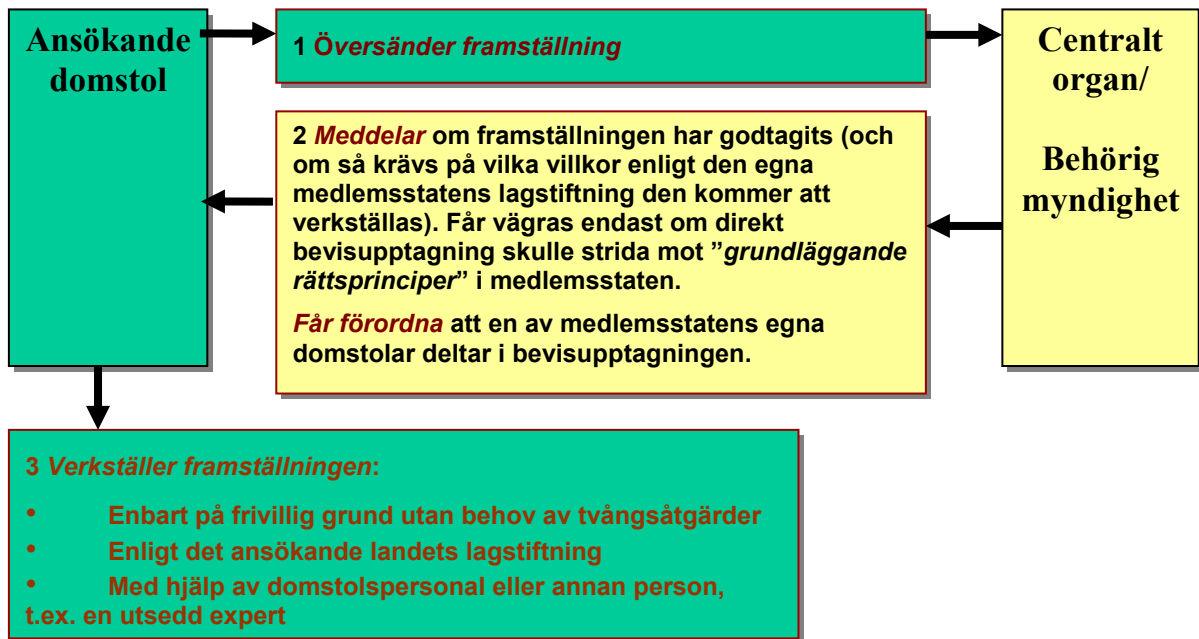 Ansökande
domstol
1 Översänder framställning
Centralt
organ/
Behörig
myndighet
2 Meddelar om framställningen har godtagits (och
om så krävs på vilka villkor enligt den egna
medlemsstatens lagstiftning den kommer att
verkställas). Får vägras endast om direkt
bevisupptagning skulle strida mot ”grundläggande
rättsprinciper” i medlemsstaten.
Får förordna att en av medlemsstatens egna
domstolar deltar i bevisupptagningen.
3 Verkställer framställningen:
• Enbart på frivillig grund utan behov av tvångsåtgärder
• Enligt det ansökande landets lagstiftning
• Med hjälp av domstolspersonal eller annan person,
t.ex. en utsedd expert